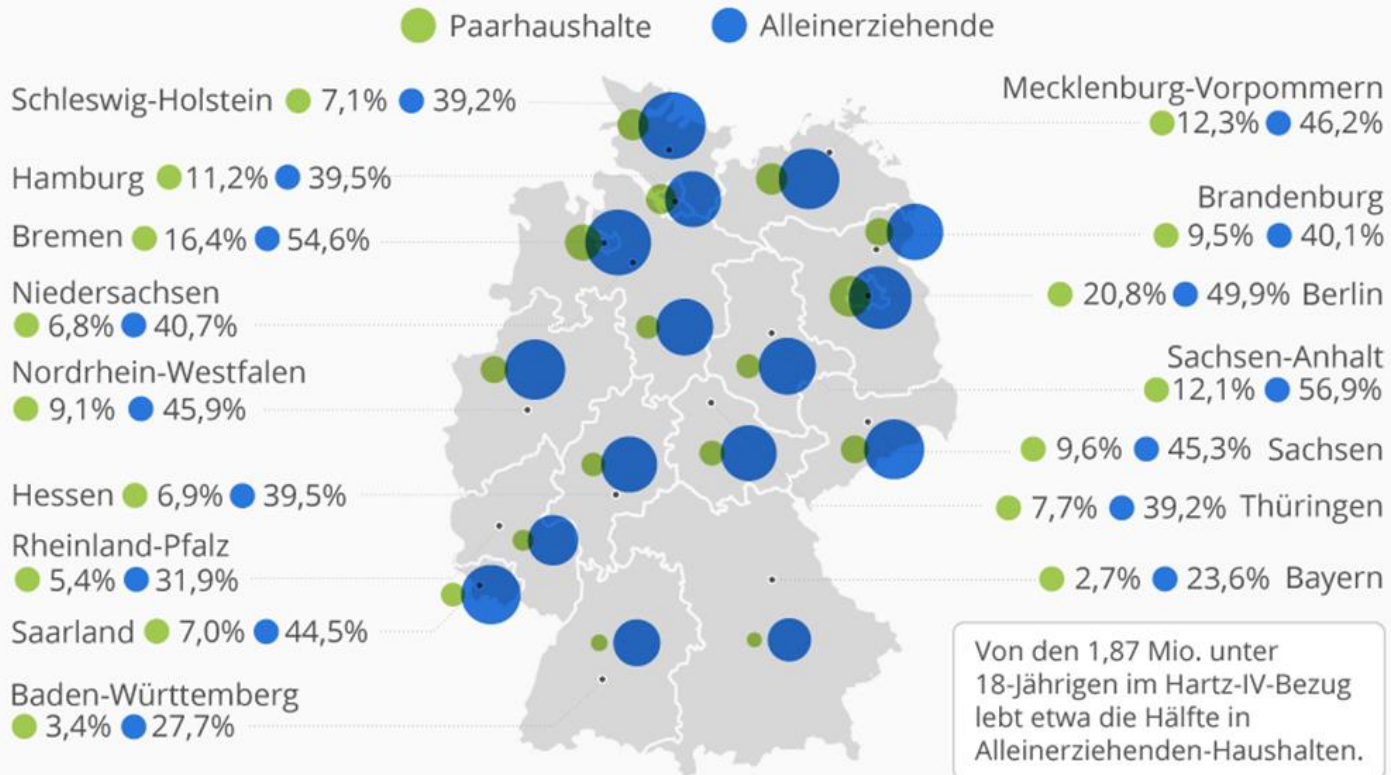 Paarhaushalte Alleinerziehende
Schleswig-Holstein 7,1% 39,2%
Hamburg 11,2% 39,5%
Bremen 16,4% 54,6%
Niedersachsen
6,8% 40,7%
Nordrhein-Westfalen
9,1% 45,9%
Hessen 6,9% 39,5%
Rheinland-Pfalz
5,4% 31,9%
Saarland 7,0% 44,5%
Baden-Württemberg
3,4% 27,7%
Mecklenburg-Vorpommern
12,3% 46,2%
Brandenburg
9,5% 40,1%
20,8% 49,9% Berlin
Sachsen-Anhalt
12,1% 56,9%
9,6% 45,3% Sachsen
7,7% 39,2% Thüringen
2,7% 23,6% Bayern
Von den 1,87 Mio. unter
18-Jährigen im Hartz-IV-Bezug
lebt etwa die Hälfte in
Alleinerziehenden-Haushalten.